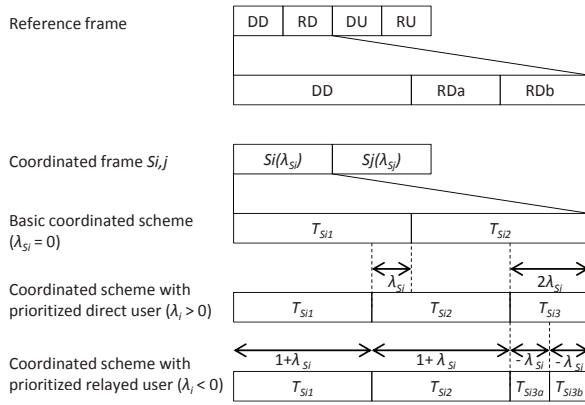 Reference frame
DD RD DU RU
DD RDa RDb
Coordinated frame Si,j
Si(λSi) Sj(λSj)
Basic coordinated scheme
(λSi = 0)
TSi1 TSi2
λSi 2λSi
Coordinated scheme with
prioritized direct user (λi > 0)
TSi1 TSi2 TSi3
1+λSi 1+ λSi - λSi - λSi
Coordinated scheme with
prioritized relayed user (λi < 0)
TSi1 TSi2 TSi3a TSi3b